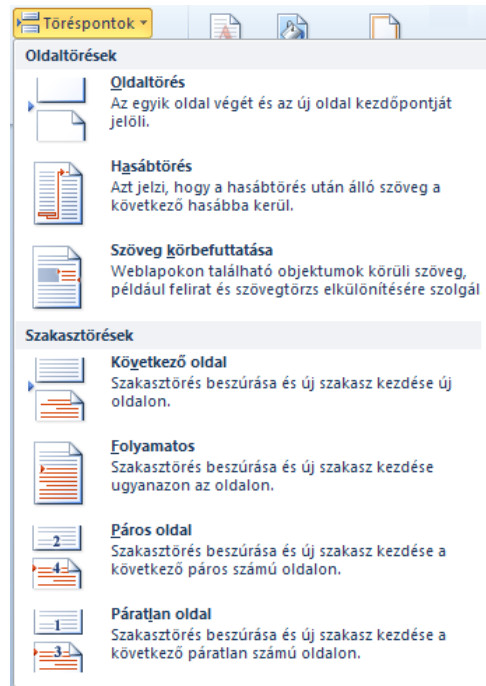 Töréspontok
Oldaltörések
Oldaltörés
Az egyik oldal végét és az új oldal kezdőpontját
jelöli.
Hasábtörés
Azt jelzi, hogy a hasábtörés után álló szöveg a
következő hasábba kerül.
Szöveg körbefuttatása
Weblapokon található objektumok körüli szöveg,
például felirat és szövegtörzs elkülönítésére szolgál
Szakasztörések
Következő oldal
Szakasztörés beszúrása és új szakasz kezdése új
oldalon.
Folyamatos
Szakasztörés beszúrása és új szakasz kezdése
ugyanazon az oldalon.
2
4
Páros oldal
Szakasztörés beszúrása és új szakasz kezdése a
következő páros számú oldalon.
1
3
Páratlan oldal
Szakasztörés beszúrása és új szakasz kezdése a
következő páratlan számú oldalon.